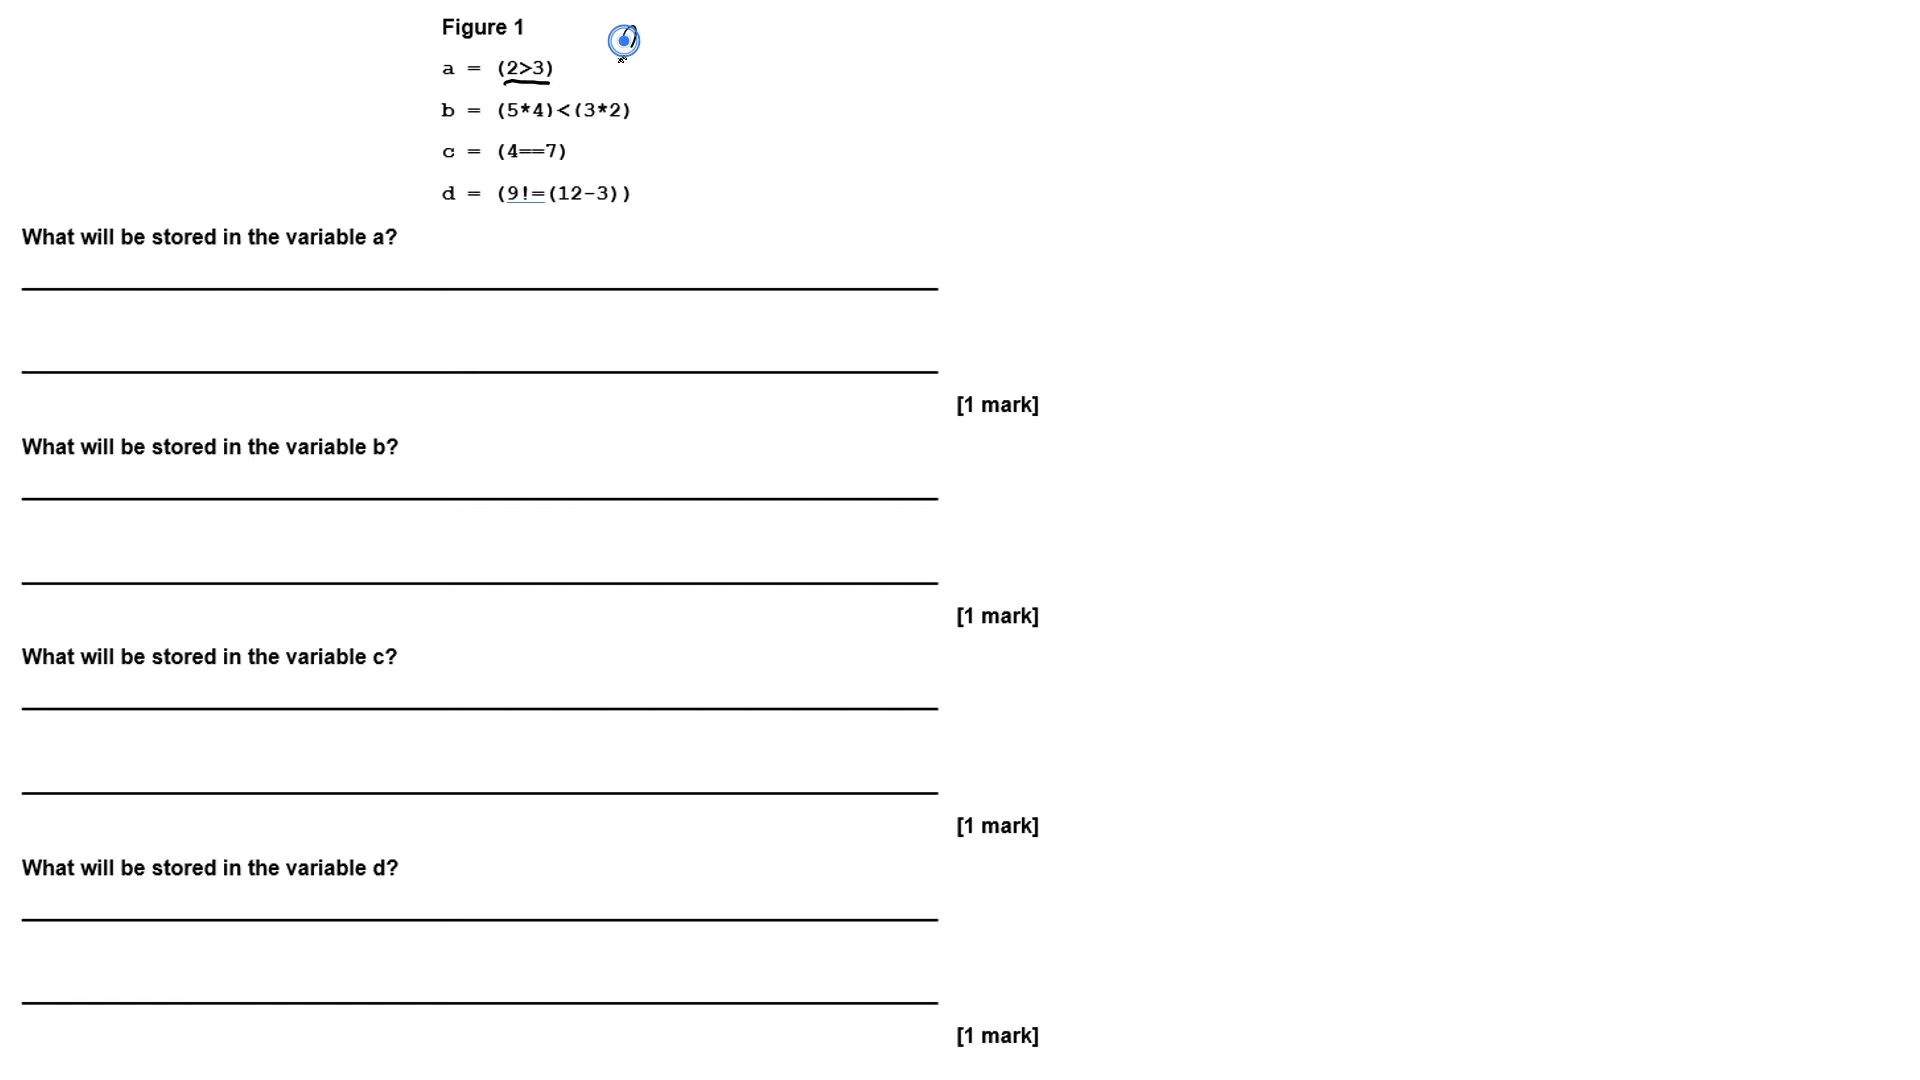 Figure 1
a = (2>3)
b = (5*4)<(3*2)
c = (4==7)
d = (9!=(12-3))
What will be stored in the variable a?
[1 mark]
What will be stored in the variable b?
[1 mark]
What will be stored in the variable c?
[1 mark]
What will be stored in the variable d?
[1 mark]